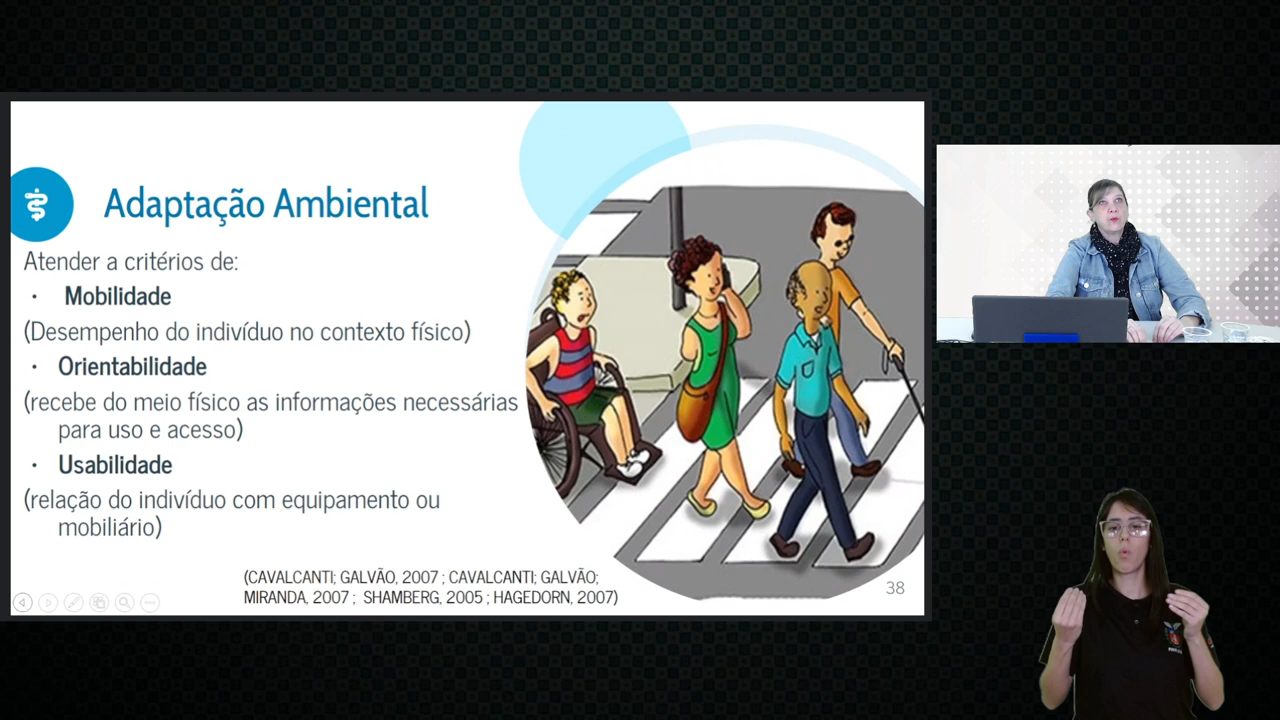 Adaptação Ambiental
Atender a critérios de:
• Mobilidade
(Desempenho do indivíduo no contexto físico)
• Orientabilidade
(recebe do meio físico as informações necessárias
para uso e acesso)
• Usabilidade
(relação do indivíduo com equipamento ou
mobiliário)
(CAVALCANTI; GALVÃO, 2007 ; CAVALCANTI; GALVÃO;
MIRANDA, 2007 ; SHAMBERG, 2005 ; HAGEDORN, 2007)
38